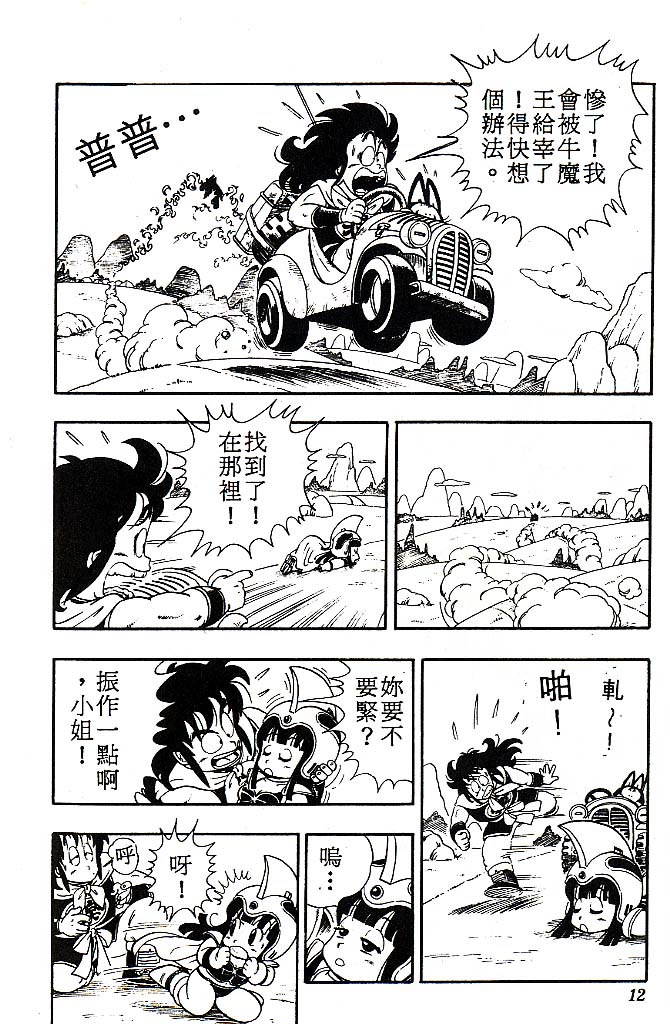 慘了！我
會被牛魔
王給宰了
！得快想
個辦法。
普普…
找到了！
在那裡！
軋～！
啪！
妳要不
要緊？
振作一點啊
，小姐！
嗚…
呀！
呼
12